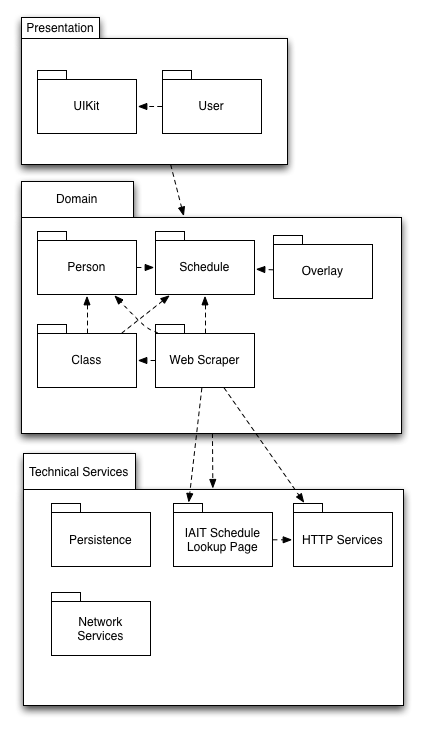 Presentation
UIKit
User
Domain
Person
Schedule
Overlay
Class
Web Scraper
Technical Services
Persistence
IAIT Schedule
Lookup Page
HTTP Services
Network
Services